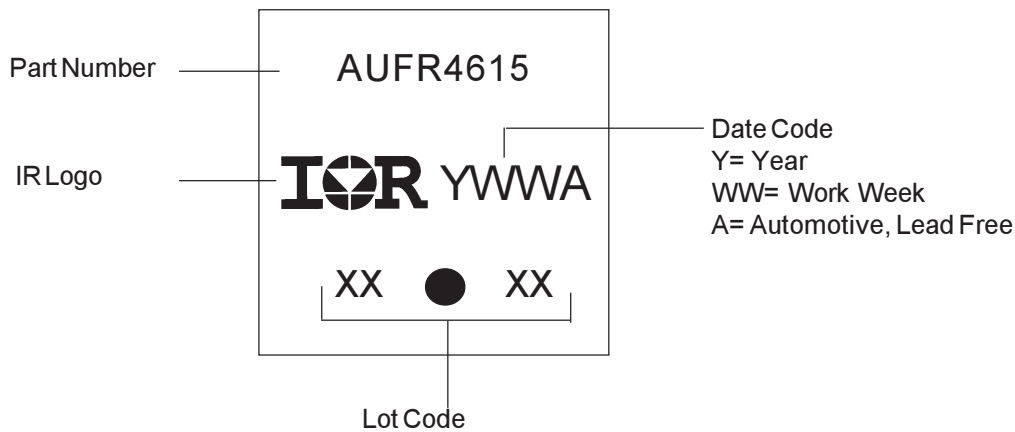 Part Number
AUFR4615
IR Logo
IOR YWWA
Date Code
Y= Year
WW= Work Week
A= Automotive, Lead Free
XX ● XX
Lot Code